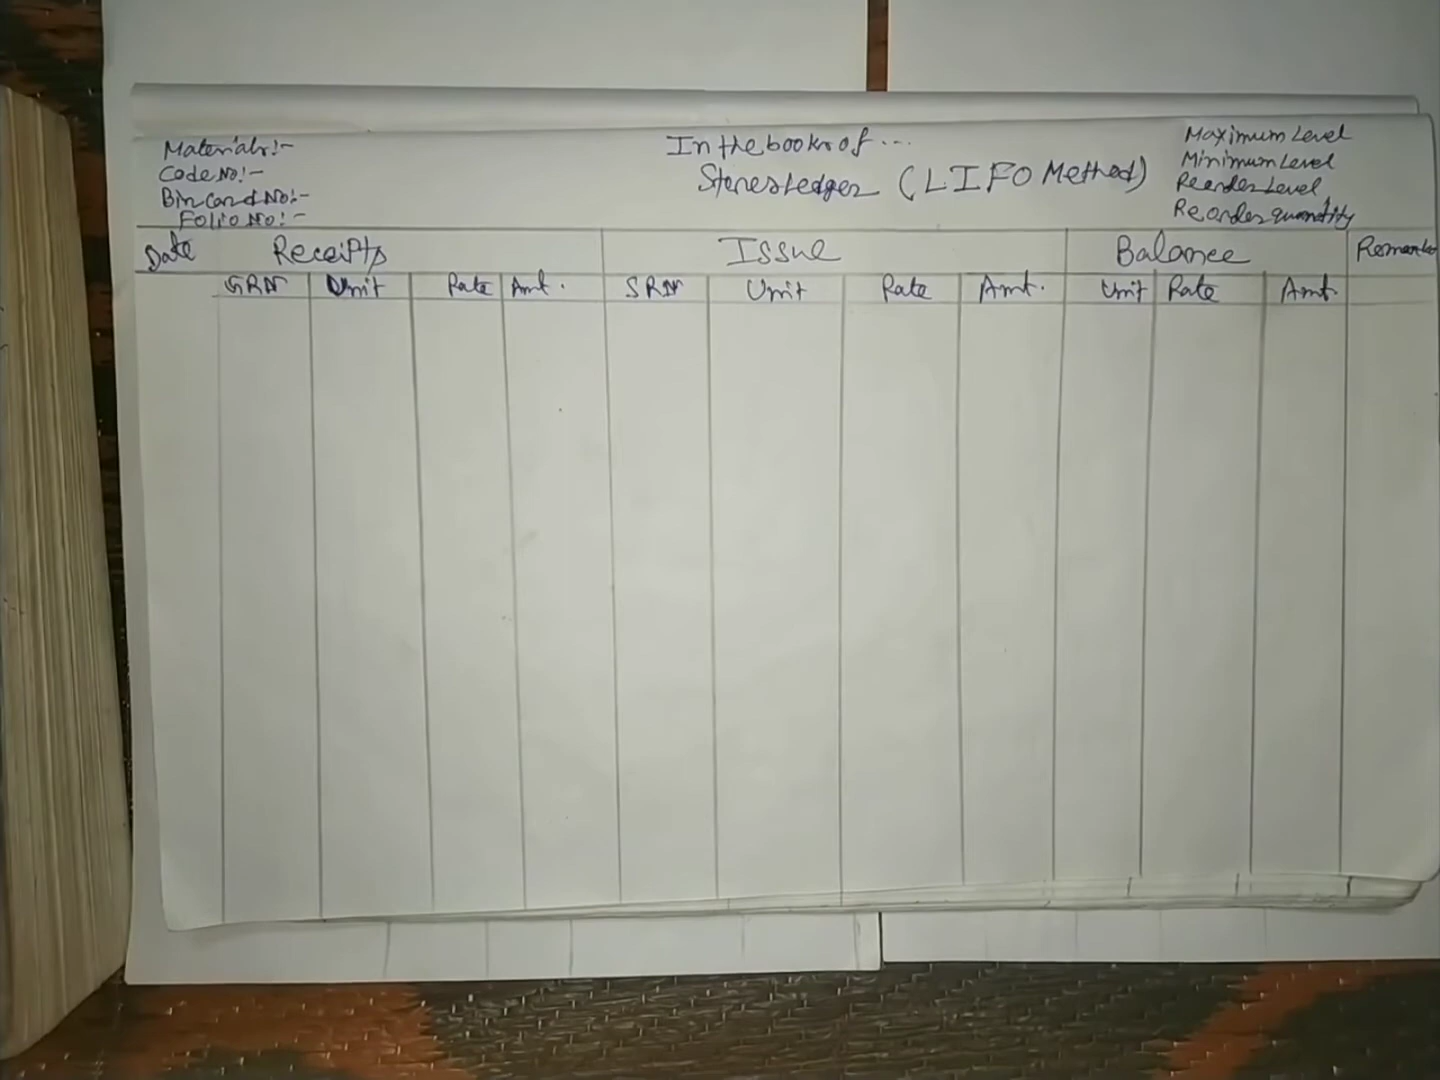 Materials:-
Code No:-
Bin Card No:-
Folio No:-
In the books of ...
Stores Ledger (LIFO Method)
Maximum Level
Minimum Level
Reorder Level
Reorder quantity
Date Receipts Issue Balance Remarks
GRN Unit Rate Amt. SRN Unit Rate Amt. Unit Rate Amt.